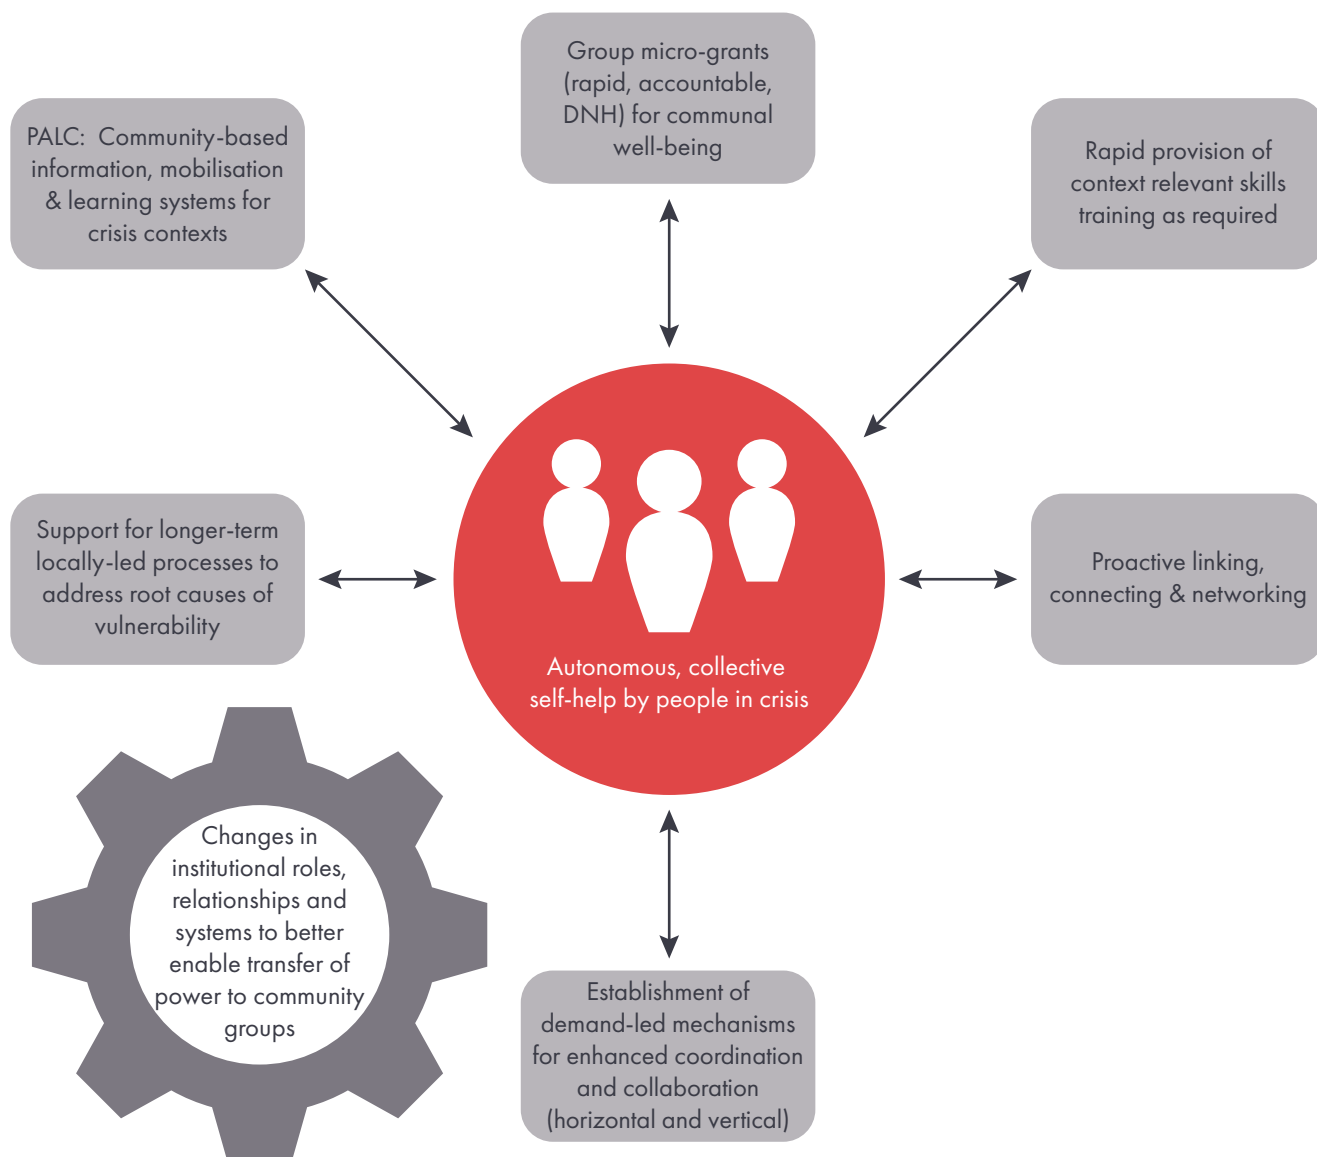 Group micro-grants
(rapid, accountable,
DNH) for communal
well-being
PALC:  Community-based
information, mobilisation
& learning systems for
crisis contexts
Rapid provision of
context relevant skills
training as required
Support for longer-term
locally-led processes to
address root causes of
vulnerability
Proactive linking,
connecting & networking
Autonomous, collective
self-help by people in crisis
Changes in
institutional roles,
relationships and
systems to better
enable transfer of
power to community
groups
Establishment of
demand-led mechanisms
for enhanced coordination
and collaboration
(horizontal and vertical)